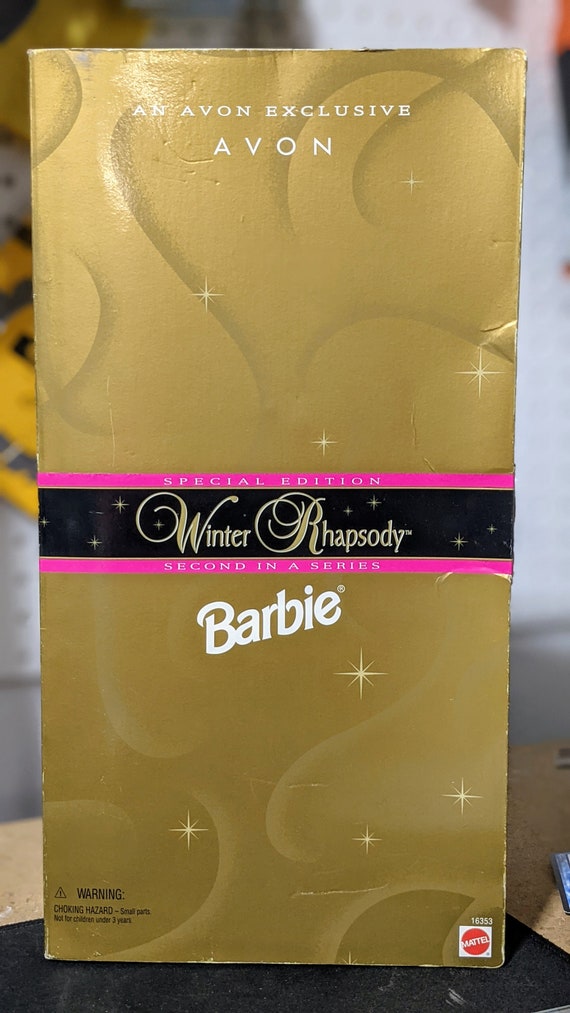 AN AVON EXCLUSIVE
AVON
SPECIAL EDITION
Winter Rhapsody™
SECOND IN A SERIES
Barbie®
⚠ WARNING:
CHOKING HAZARD – Small parts.
Not for children under 3 years.
16353
MATTEL